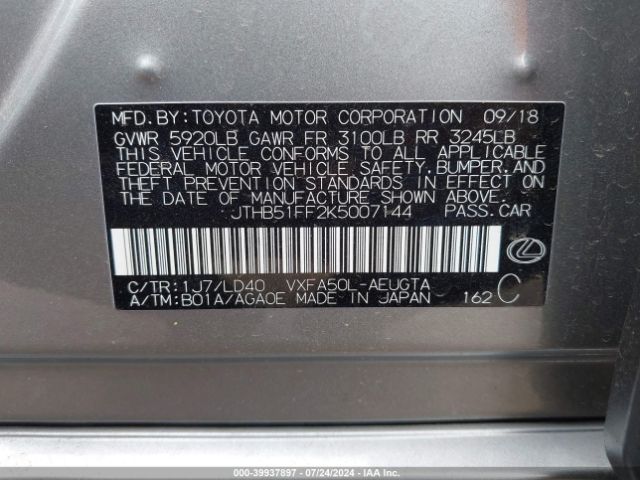 MFD.BY:TOYOTA MOTOR CORPORATION 09/18
GVWR 5920LB GAWR FR 3100LB RR 3245LB
THIS VEHICLE CONFORMS TO ALL APPLICABLE
FEDERAL MOTOR VEHICLE SAFETY,BUMPER,AND
THEFT PREVENTION STANDARDS IN EFFECT ON
THE DATE OF MANUFACTURE SHOWN ABOVE.
JTHB51FF2K5007144 PASS.CAR
C/TR:1J7/LD40 VXFA50L-AEUGTA
A/TM:B01A/AGA0E MADE IN JAPAN 162 C
000-39937897 - 07/24/2024 - IAAI.COM